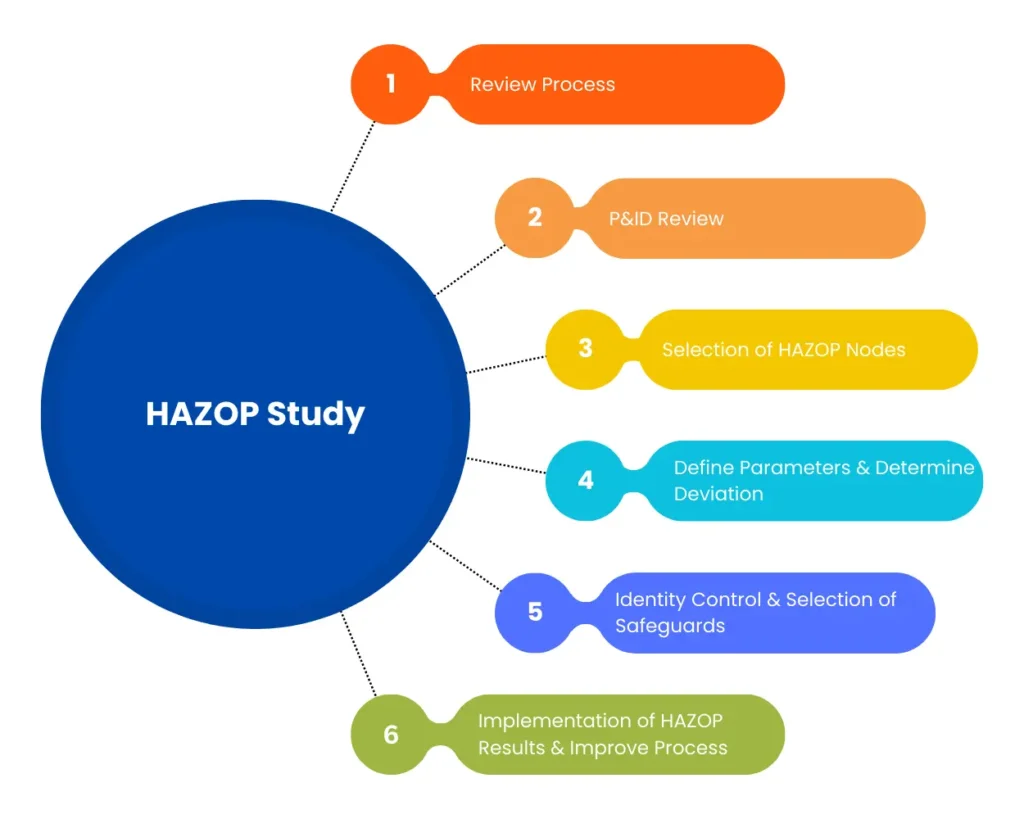 1
Review Process
2
P&ID Review
3
Selection of HAZOP Nodes
HAZOP Study
4
Define Parameters & Determine
Deviation
5
Identity Control & Selection of
Safeguards
6
Implementation of HAZOP
Results & Improve Process